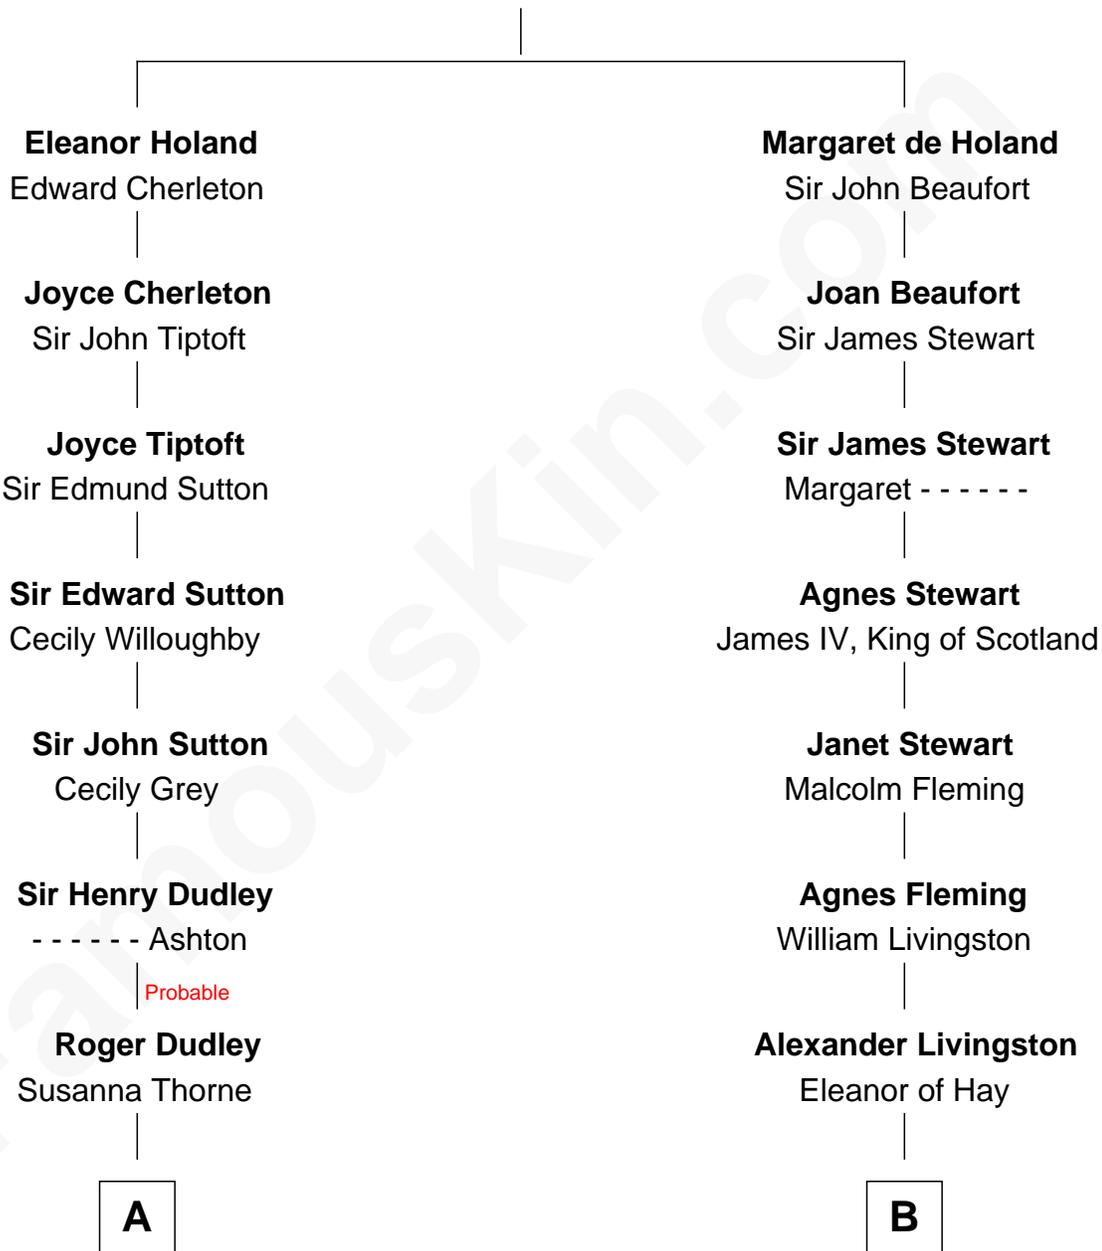 Eleanor Holand
Edward Cherleton
Joyce Cherleton
Sir John Tiptoft
Joyce Tiptoft
Sir Edmund Sutton
Sir Edward Sutton
Cecily Willoughby
Sir John Sutton
Cecily Grey
Sir Henry Dudley
- - - - - - Ashton
Probable
Roger Dudley
Susanna Thorne
A
Margaret de Holand
Sir John Beaufort
Joan Beaufort
Sir James Stewart
Sir James Stewart
Margaret - - - - - -
Agnes Stewart
James IV, King of Scotland
Janet Stewart
Malcolm Fleming
Agnes Fleming
William Livingston
Alexander Livingston
Eleanor of Hay
B
FamousKin.com